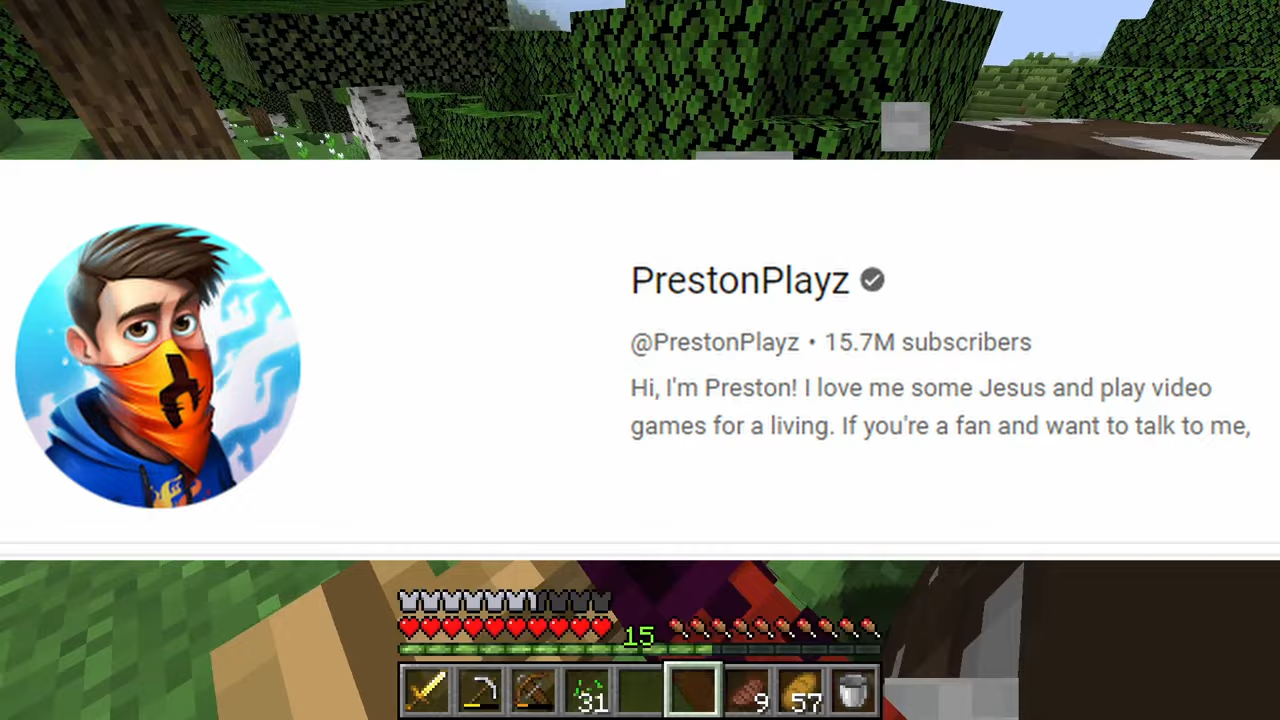 PrestonPlayz
@PrestonPlayz • 15.7M subscribers
Hi, I'm Preston! I love me some Jesus and play video
games for a living. If you're a fan and want to talk to me,
15
31
9
57